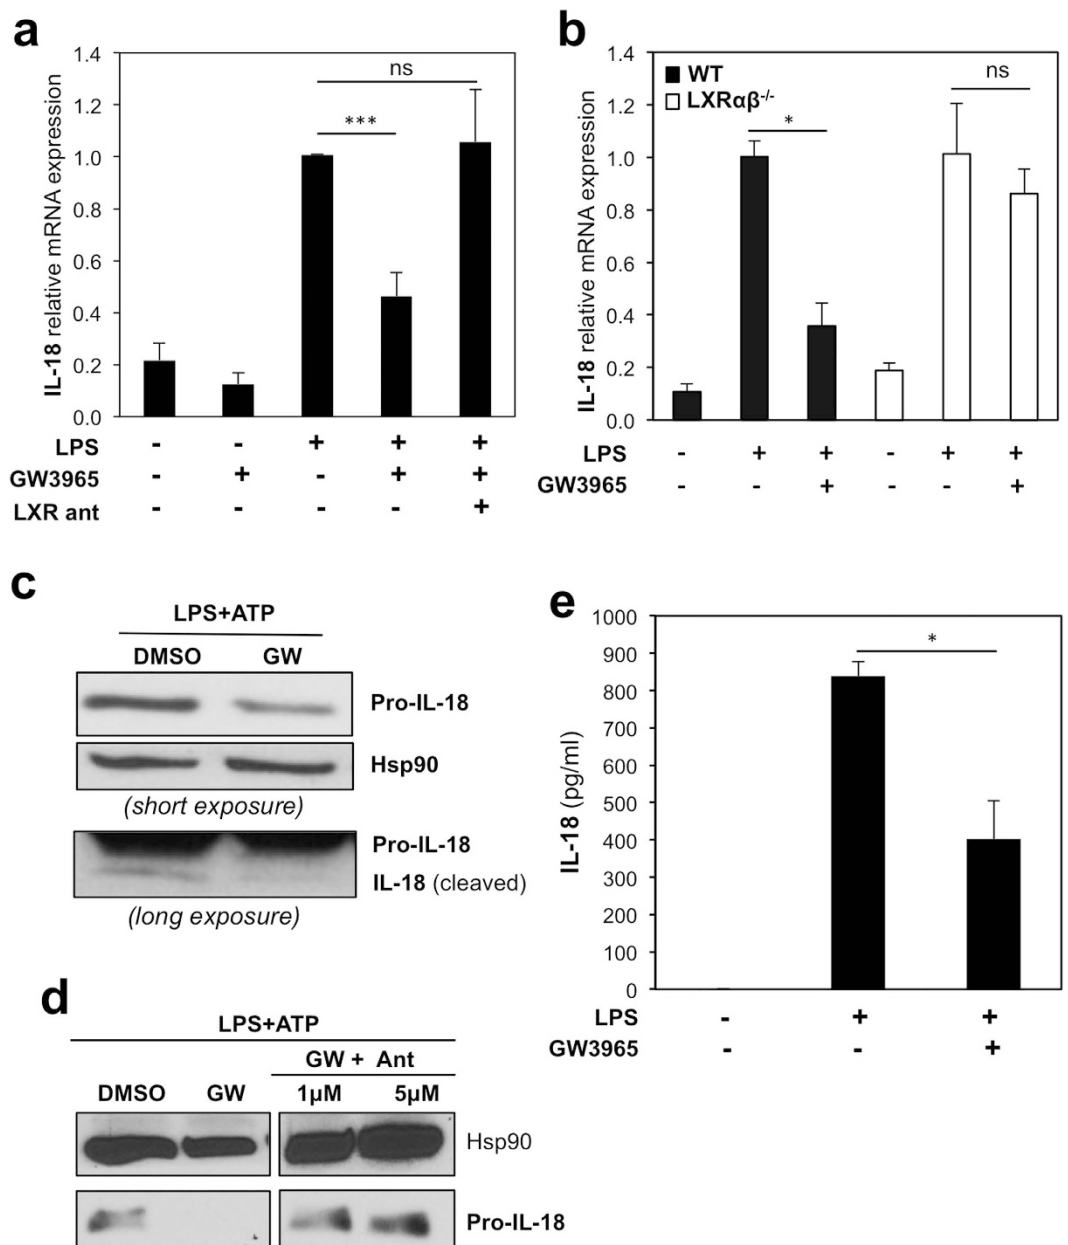 a
IL-18 relative mRNA expression
1.4
1.2
1.0
0.8
0.6
0.4
0.2
0.0
ns
***
LPS - - + + +
GW3965 - + - + +
LXR ant - - - - +
b
IL-18 relative mRNA expression
1.4
1.2
1.0
0.8
0.6
0.4
0.2
0.0
WT
LXRαβ-/-
*
ns
LPS - + + - + +
GW3965 - - + - - +
c
LPS+ATP
DMSO GW
Pro-IL-18
Hsp90
(short exposure)
Pro-IL-18
IL-18 (cleaved)
(long exposure)
d
LPS+ATP
GW + Ant
DMSO GW 1µM 5µM
Hsp90
Pro-IL-18
e
IL-18 (pg/ml)
1000
900
800
700
600
500
400
300
200
100
0
*
LPS - + +
GW3965 - - +